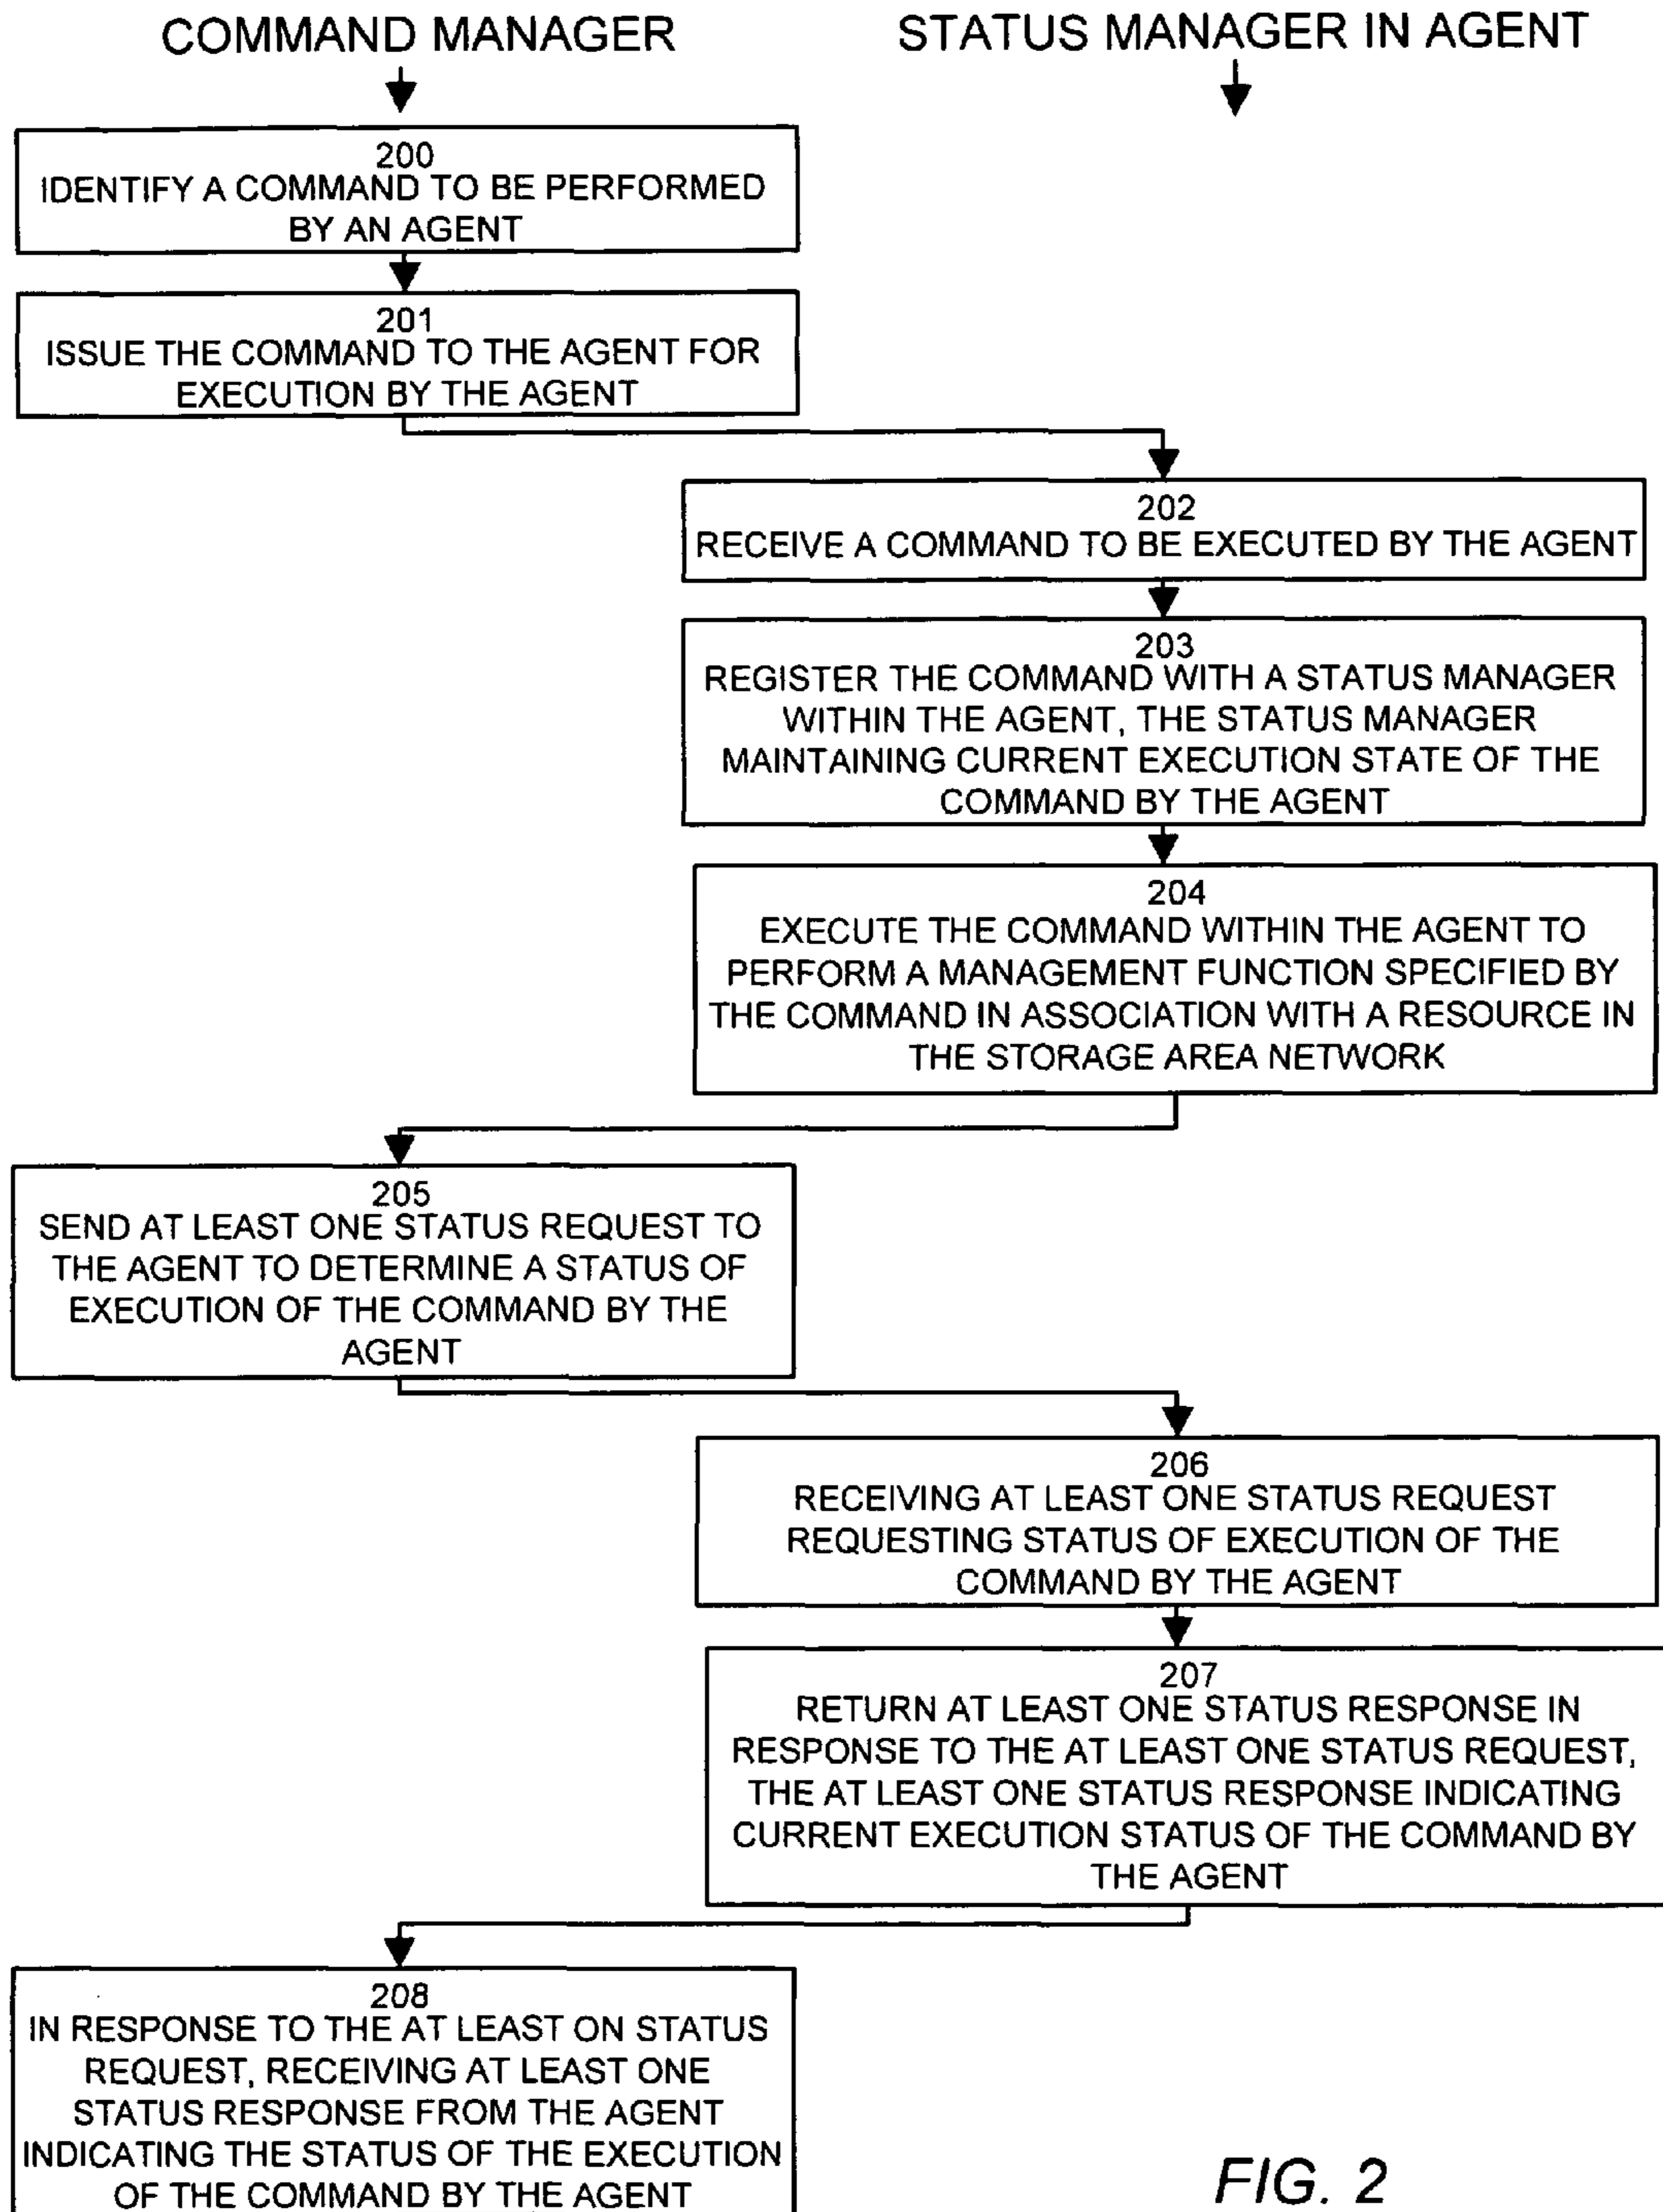 COMMAND MANAGER
STATUS MANAGER IN AGENT
200
IDENTIFY A COMMAND TO BE PERFORMED
BY AN AGENT
201
ISSUE THE COMMAND TO THE AGENT FOR
EXECUTION BY THE AGENT
202
RECEIVE A COMMAND TO BE EXECUTED BY THE AGENT
203
REGISTER THE COMMAND WITH A STATUS MANAGER
WITHIN THE AGENT, THE STATUS MANAGER
MAINTAINING CURRENT EXECUTION STATE OF THE
COMMAND BY THE AGENT
204
EXECUTE THE COMMAND WITHIN THE AGENT TO
PERFORM A MANAGEMENT FUNCTION SPECIFIED BY
THE COMMAND IN ASSOCIATION WITH A RESOURCE IN
THE STORAGE AREA NETWORK
205
SEND AT LEAST ONE STATUS REQUEST TO
THE AGENT TO DETERMINE A STATUS OF
EXECUTION OF THE COMMAND BY THE
AGENT
206
RECEIVING AT LEAST ONE STATUS REQUEST
REQUESTING STATUS OF EXECUTION OF THE
COMMAND BY THE AGENT
207
RETURN AT LEAST ONE STATUS RESPONSE IN
RESPONSE TO THE AT LEAST ONE STATUS REQUEST,
THE AT LEAST ONE STATUS RESPONSE INDICATING
CURRENT EXECUTION STATUS OF THE COMMAND BY
THE AGENT
208
IN RESPONSE TO THE AT LEAST ON STATUS
REQUEST, RECEIVING AT LEAST ONE
STATUS RESPONSE FROM THE AGENT
INDICATING THE STATUS OF THE EXECUTION
OF THE COMMAND BY THE AGENT
FIG. 2